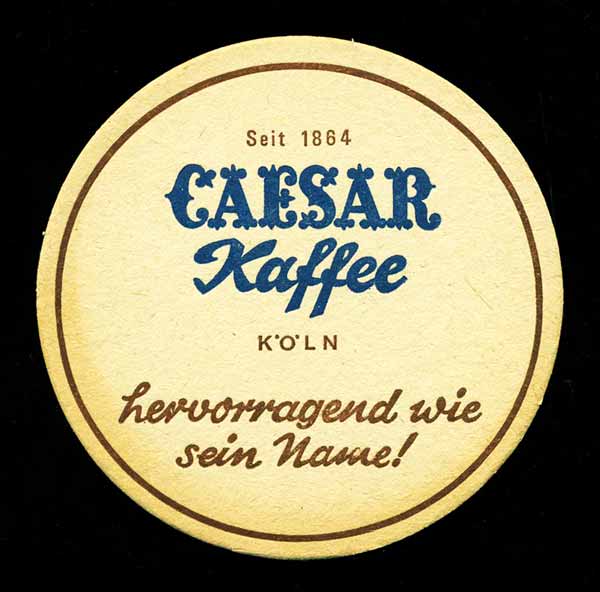 Seit 1864
CAESAR
Kaffee
KÖLN
hervorragend wie
sein Name!